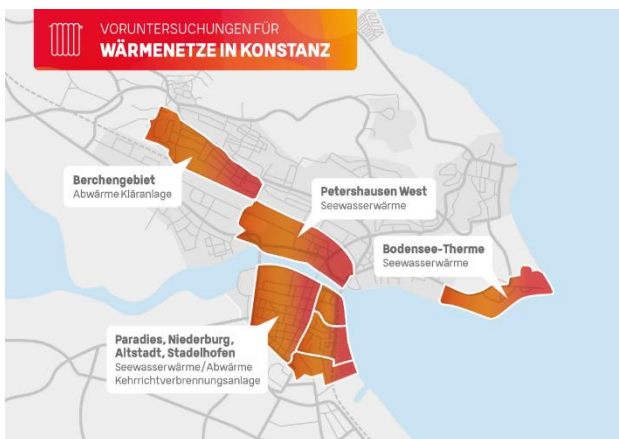 VORUNTERSUCHUNGEN FÜR
WÄRMENETZE IN KONSTANZ
Berchengebiet
Abwärme Kläranlage
Petershausen West
Seewasserwärme
Bodensee-Therme
Seewasserwärme
Paradies, Niederburg,
Altstadt, Stadelhofen
Seewasserwärme/Abwärme
Kehrrichtverbrennungsanlage